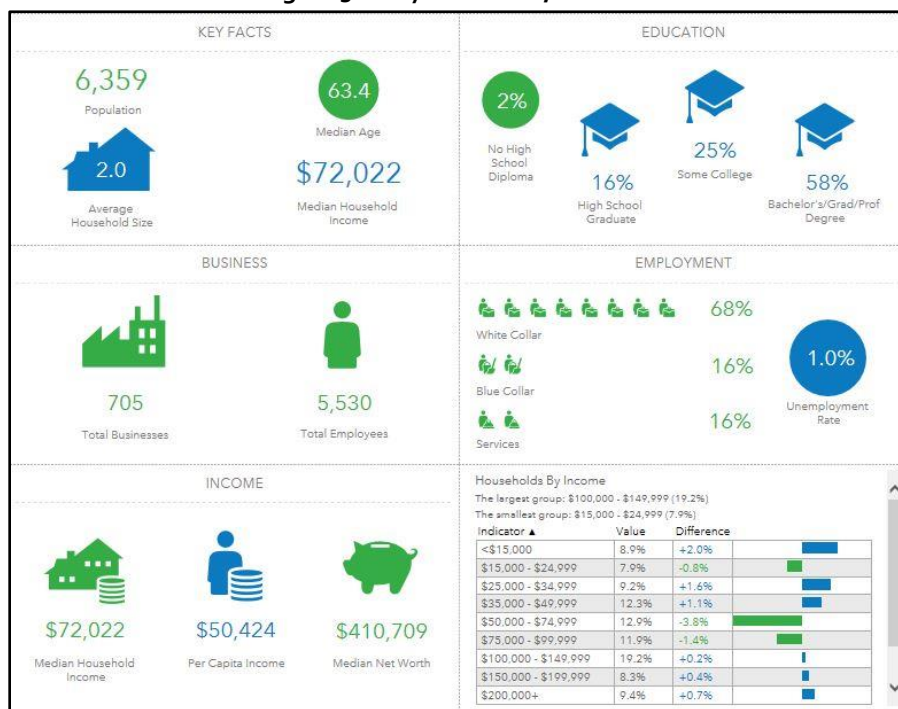 KEY FACTS
6,359
Population
63.4
Median Age
2.0
Average
Household Size
$72,022
Median Household
Income
EDUCATION
2%
No High
School
Diploma
16%
High School
Graduate
25%
Some College
58%
Bachelor's/Grad/Prof
Degree
BUSINESS
705
Total Businesses
5,530
Total Employees
EMPLOYMENT
68%
White Collar
16%
Blue Collar
16%
Services
1.0%
Unemployment
Rate
INCOME
$72,022
Median Household
Income
$50,424
Per Capita Income
$410,709
Median Net Worth
Households By Income
The largest group: $100,000 - $149,999 (19.2%)
The smallest group: $15,000 - $24,999 (7.9%)
Indicator ▲ Value Difference
<$15,000 8.9% +2.0%
$15,000 - $24,999 7.9% -0.8%
$25,000 - $34,999 9.2% +1.6%
$35,000 - $49,999 12.3% +1.1%
$50,000 - $74,999 12.9% -3.8%
$75,000 - $99,999 11.9% -1.4%
$100,000 - $149,999 19.2% +0.2%
$150,000 - $199,999 8.3% +0.4%
$200,000+ 9.4% +0.7%